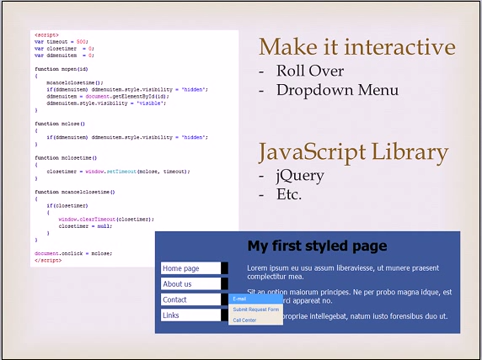 <script>
var timeout = 500;
var closetimer = 0;
var ddmenuitem = 0;
function mopen(id)
{
mcancelclosetime();
if(ddmenuitem) ddmenuitem.style.visibility = "hidden";
ddmenuitem = document.getElementById(id);
ddmenuitem.style.visibility = "visible";
}
function mclose()
{
if(ddmenuitem) ddmenuitem.style.visibility = "hidden";
}
function mclosetime()
{
closetimer = window.setTimeout(mclose, timeout);
}
function mcancelclosetime()
{
if(closetimer)
{
window.clearTimeout(closetimer);
closetimer = null;
}
}
document.onclick = mclose;
</script>
Make it interactive
- Roll Over
- Dropdown Menu
JavaScript Library
- jQuery
- Etc.
My first styled page
Home page
About us
Contact
Links
E-mail
Submit Request Form
Call Center
Lorem ipsum eu usu assum liberavisse, ut munere praesent
complectitur mea.
Sit an option maiorum principes. Ne per probo magna idque, est
appareat no.
propriae intellegebat, natum iusto forensibus duo ut.